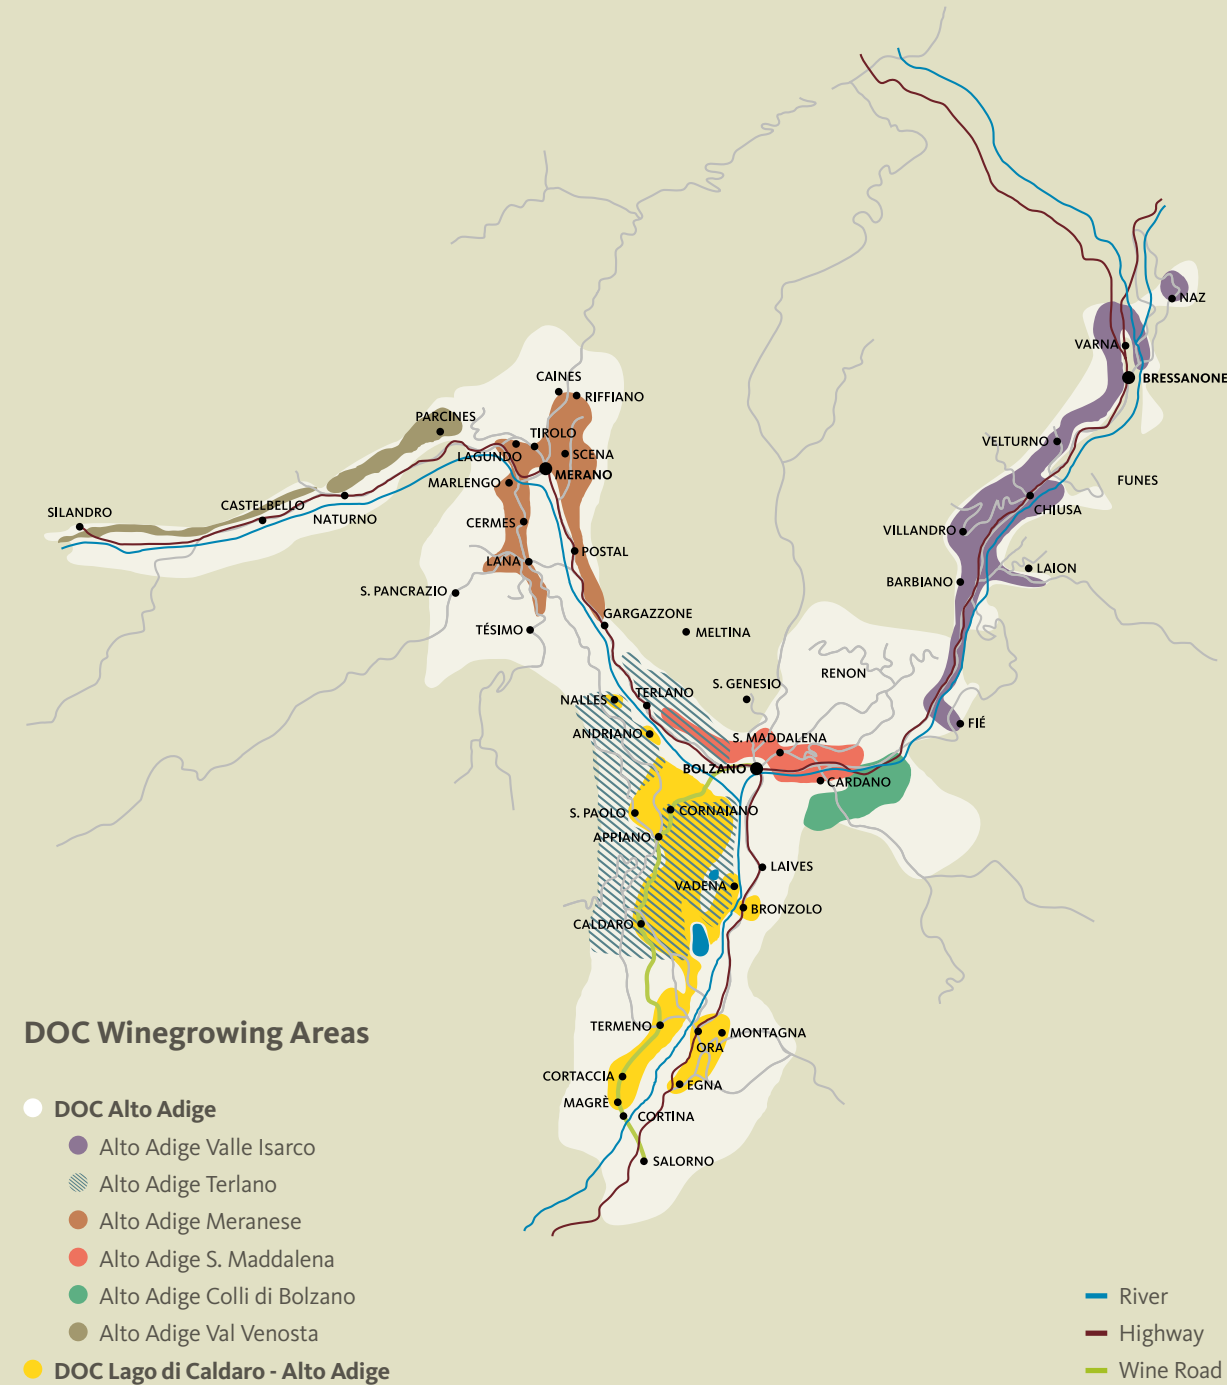 NAZ
VARNA
BRESSANONE
CAINES
RIFFIANO
PARCINES
TIROLO
VELTURNO
LAGUNDO
SCENA
MERANO
MARLENGO
FUNES
CASTELBELLO
SILANDRO
NATURNO
CHIUSA
CERMES
VILLANDRO
POSTAL
LANA
LAION
BARBIANO
S. PANCRAZIO
GARGAZZONE
TÉSIMO
MELTINA
RENON
S. GENESIO
TERLANO
NALLES
FIÉ
ANDRIANO
S. MADDALENA
BOLZANO
CARDANO
S. PAOLO
CORNAIANO
APPIANO
LAIVES
VADENA
BRONZOLO
CALDARO
TERMENO
MONTAGNA
ORA
CORTACCIA
EGNA
MAGRÈ
CORTINA
SALORNO
DOC Winegrowing Areas
DOC Alto Adige
Alto Adige Valle Isarco
Alto Adige Terlano
Alto Adige Meranese
Alto Adige S. Maddalena
Alto Adige Colli di Bolzano
Alto Adige Val Venosta
DOC Lago di Caldaro - Alto Adige
River
Highway
Wine Road